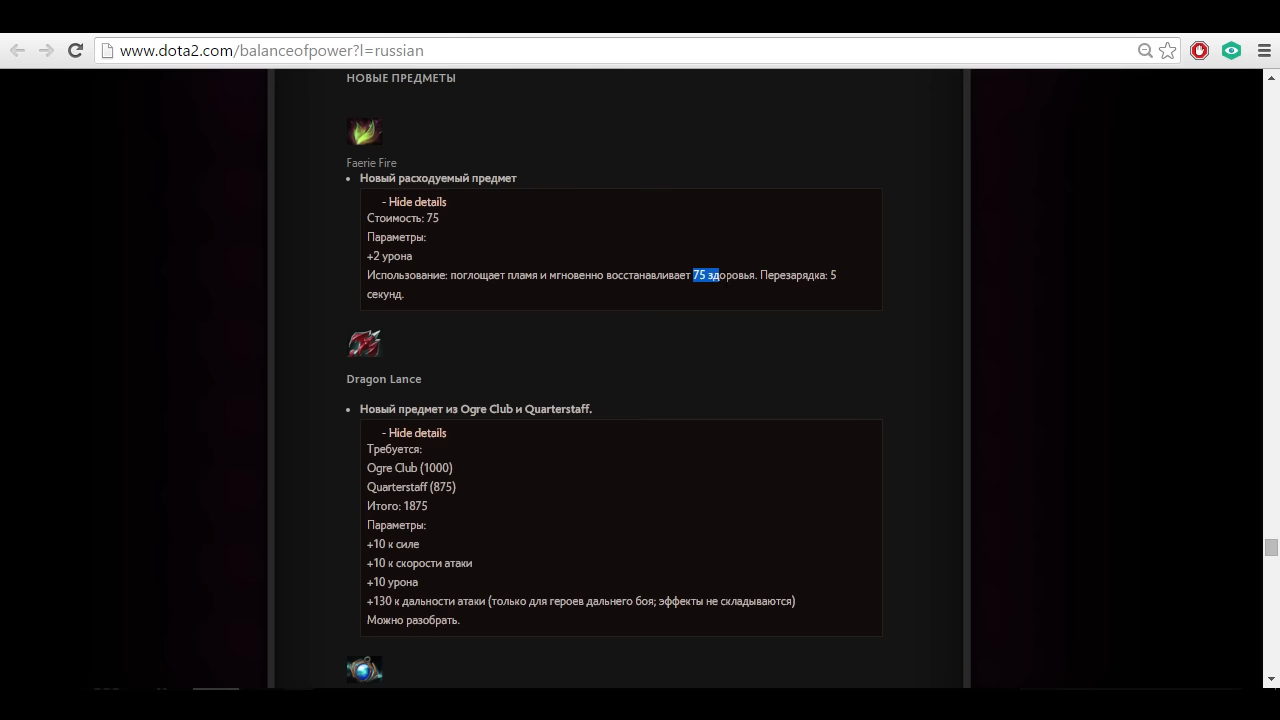 www.dota2.com/balanceofpower?l=russian
НОВЫЕ ПРЕДМЕТЫ
Faerie Fire
Новый расходуемый предмет
- Hide details
Стоимость: 75
Параметры:
+2 урона
Использование: поглощает пламя и мгновенно восстанавливает 75 здоровья. Перезарядка: 5
секунд.
Dragon Lance
Новый предмет из Ogre Club и Quarterstaff.
- Hide details
Требуется:
Ogre Club (1000)
Quarterstaff (875)
Итого: 1875
Параметры:
+10 к силе
+10 к скорости атаки
+10 урона
+130 к дальности атаки (только для героев дальнего боя; эффекты не складываются)
Можно разобрать.